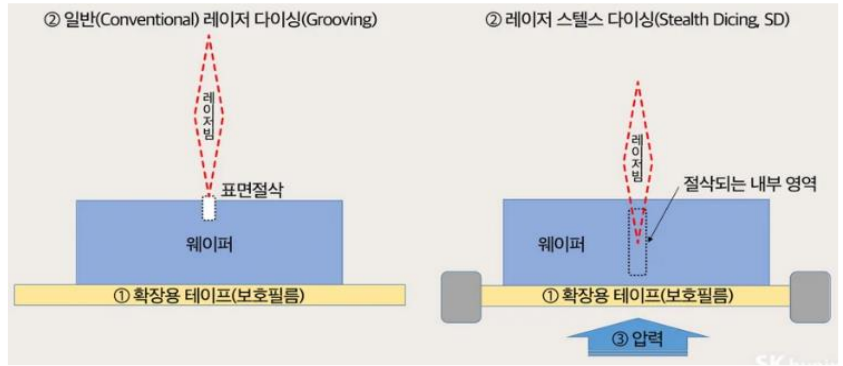 ② 일반(Conventional) 레이저 다이싱(Grooving)
레이저빔
표면절삭
웨이퍼
① 확장용 테이프(보호필름)
② 레이저 스텔스 다이싱(Stealth Dicing, SD)
레이저빔
절삭되는 내부 영역
웨이퍼
① 확장용 테이프(보호필름)
③ 압력